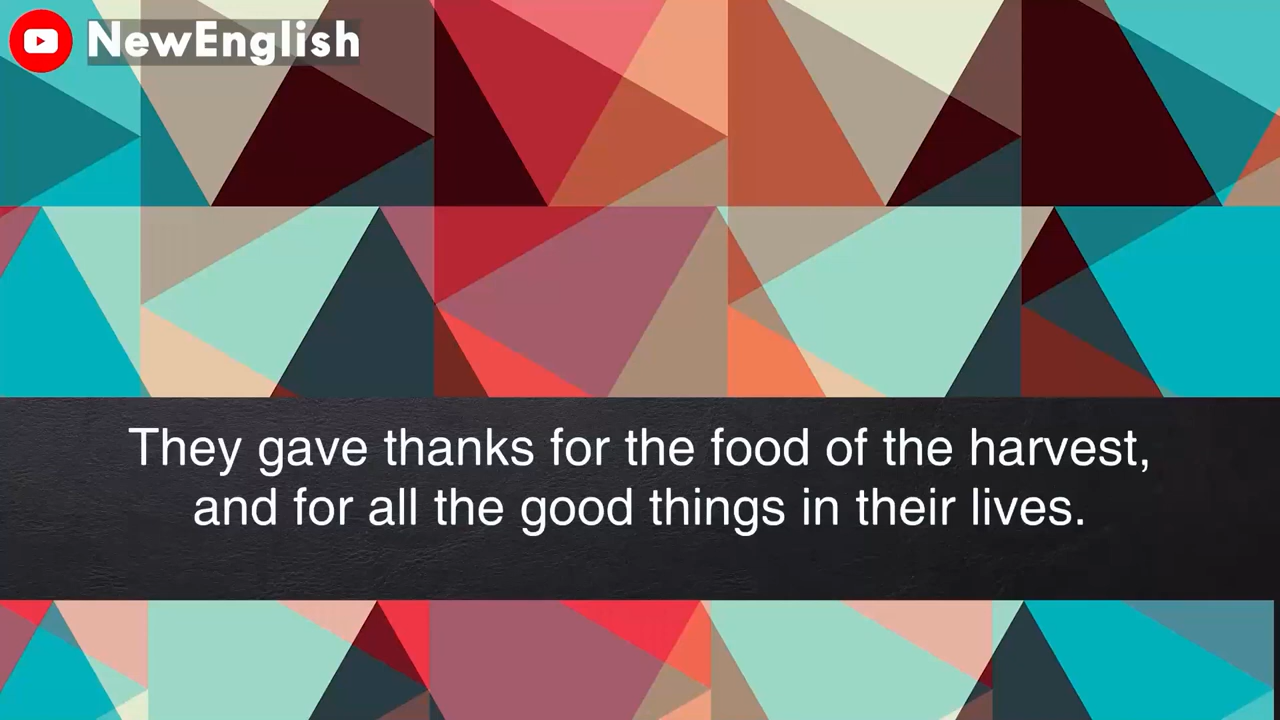 NewEnglish
They gave thanks for the food of the harvest,
and for all the good things in their lives.